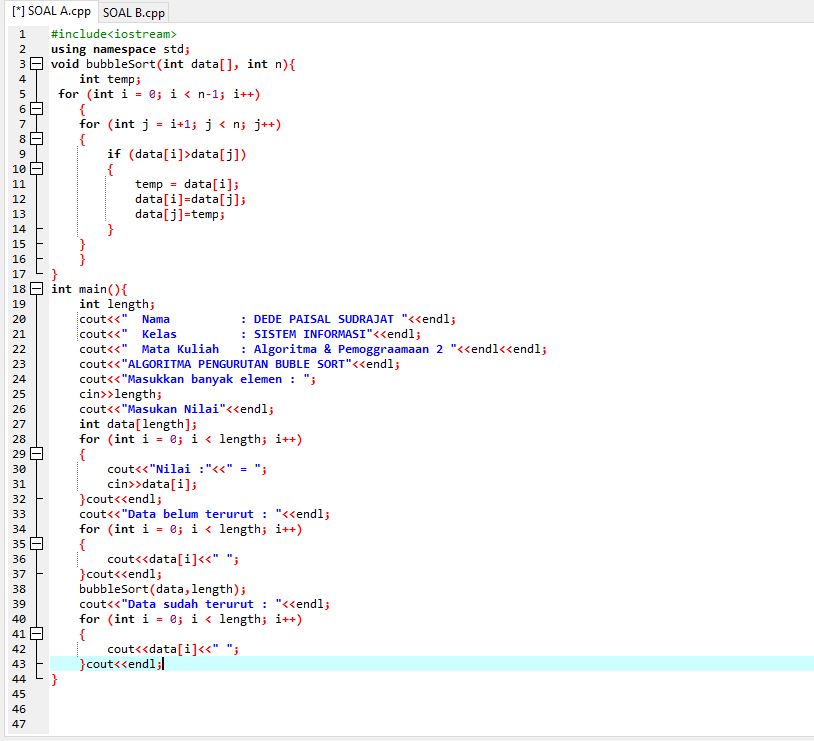 [*] SOAL A.cpp SOAL B.cpp
1 #include<iostream>
2 using namespace std;
3 void bubbleSort(int data[], int n){
4 int temp;
5 for (int i = 0; i < n-1; i++)
6 {
7 for (int j = i+1; j < n; j++)
8 {
9 if (data[i]>data[j])
10 {
11 temp = data[i];
12 data[i]=data[j];
13 data[j]=temp;
14 }
15 }
16 }
17 }
18 int main(){
19 int length;
20 cout<<"  Nama          : DEDE PAISAL SUDRAJAT "<<endl;
21 cout<<"  Kelas         : SISTEM INFORMASI"<<endl;
22 cout<<"  Mata Kuliah   : Algoritma & Pemoggraamaan 2 "<<endl<<endl;
23 cout<<"ALGORITMA PENGURUTAN BUBLE SORT"<<endl;
24 cout<<"Masukkan banyak elemen : ";
25 cin>>length;
26 cout<<"Masukan Nilai"<<endl;
27 int data[length];
28 for (int i = 0; i < length; i++)
29 {
30 cout<<"Nilai :"<<" = ";
31 cin>>data[i];
32 }cout<<endl;
33 cout<<"Data belum terurut : "<<endl;
34 for (int i = 0; i < length; i++)
35 {
36 cout<<data[i]<<" ";
37 }cout<<endl;
38 bubbleSort(data,length);
39 cout<<"Data sudah terurut : "<<endl;
40 for (int i = 0; i < length; i++)
41 {
42 cout<<data[i]<<" ";
43 }cout<<endl;
44 }
45
46
47